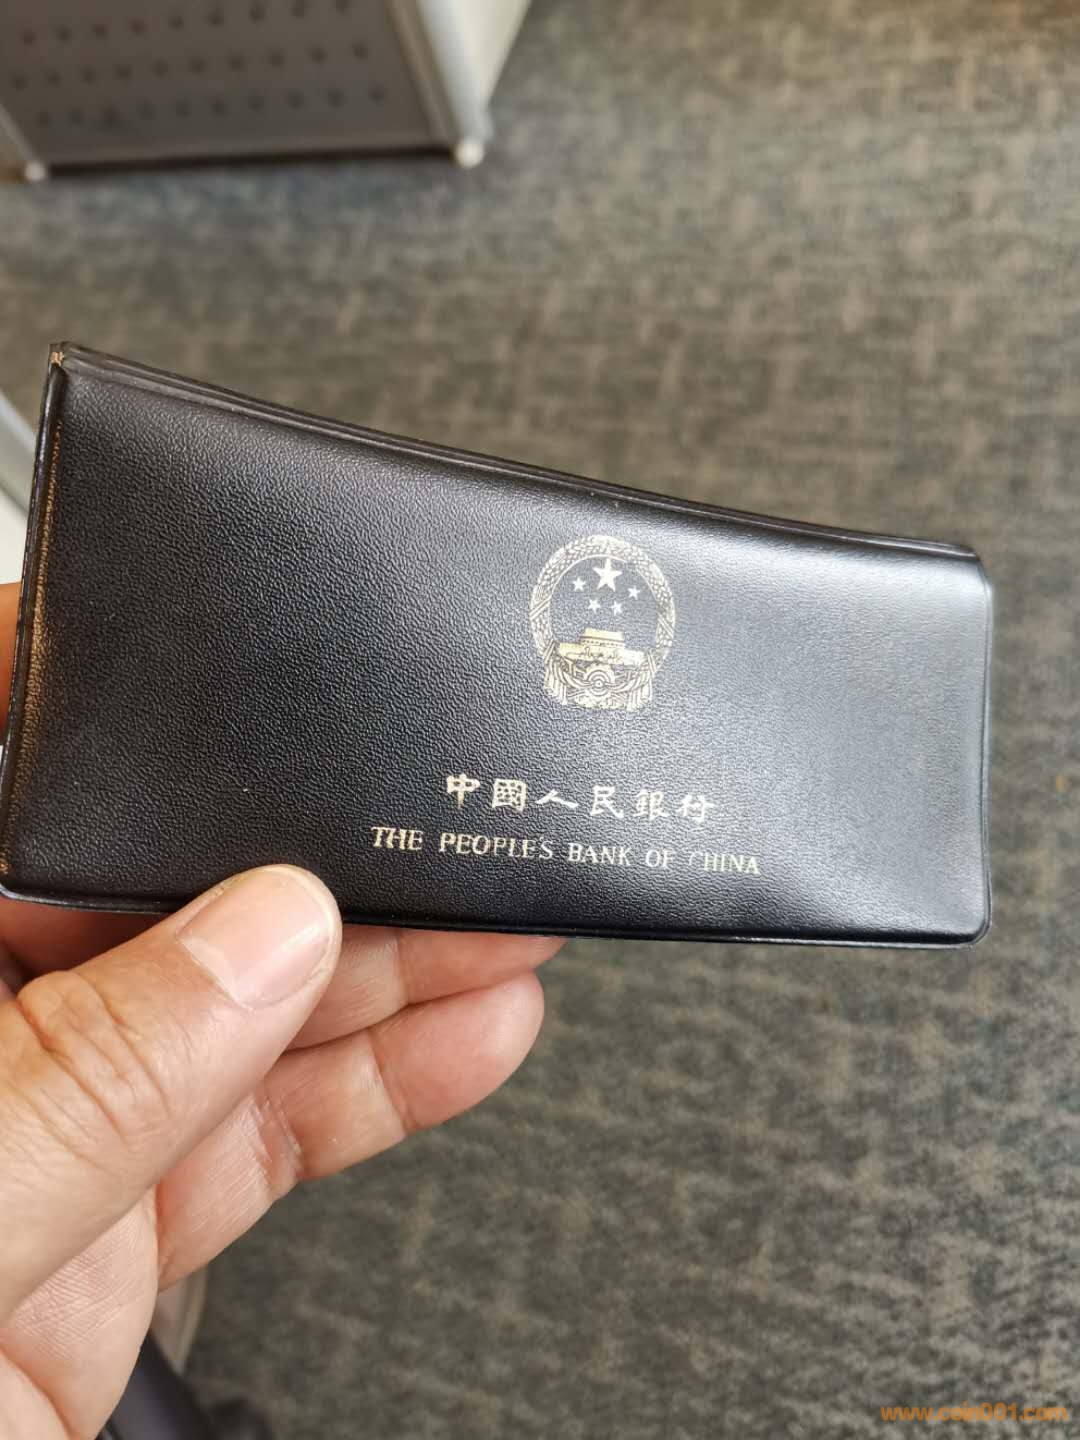 中國人民銀行
THE PEOPLE'S BANK OF CHINA
www.coin001.com